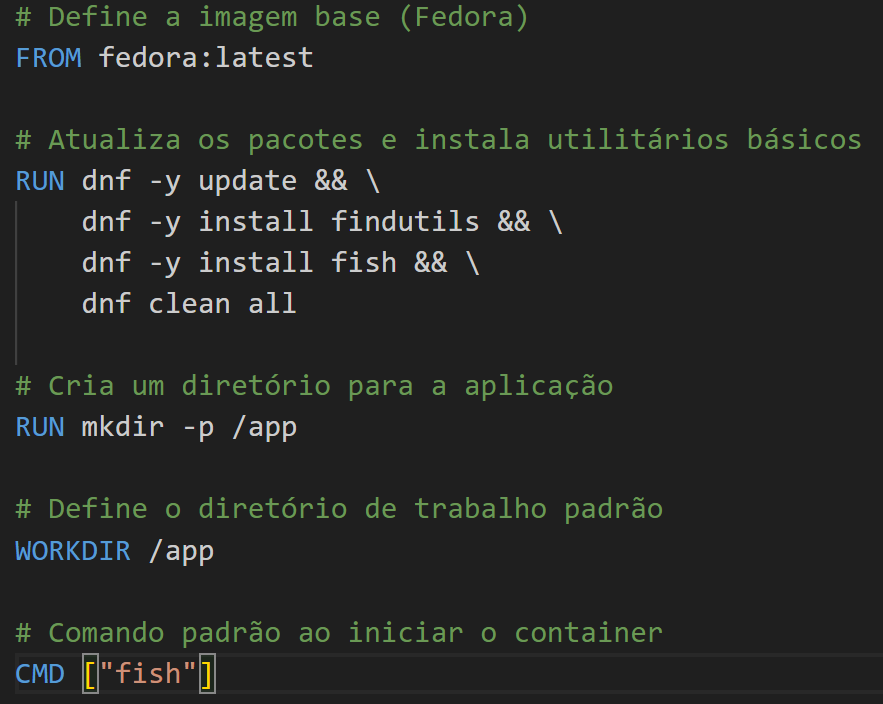 # Define a imagem base (Fedora)
FROM fedora:latest
# Atualiza os pacotes e instala utilitários básicos
RUN dnf -y update && \
    dnf -y install findutils && \
    dnf -y install fish && \
    dnf clean all
# Cria um diretório para a aplicação
RUN mkdir -p /app
# Define o diretório de trabalho padrão
WORKDIR /app
# Comando padrão ao iniciar o container
CMD ["fish"]